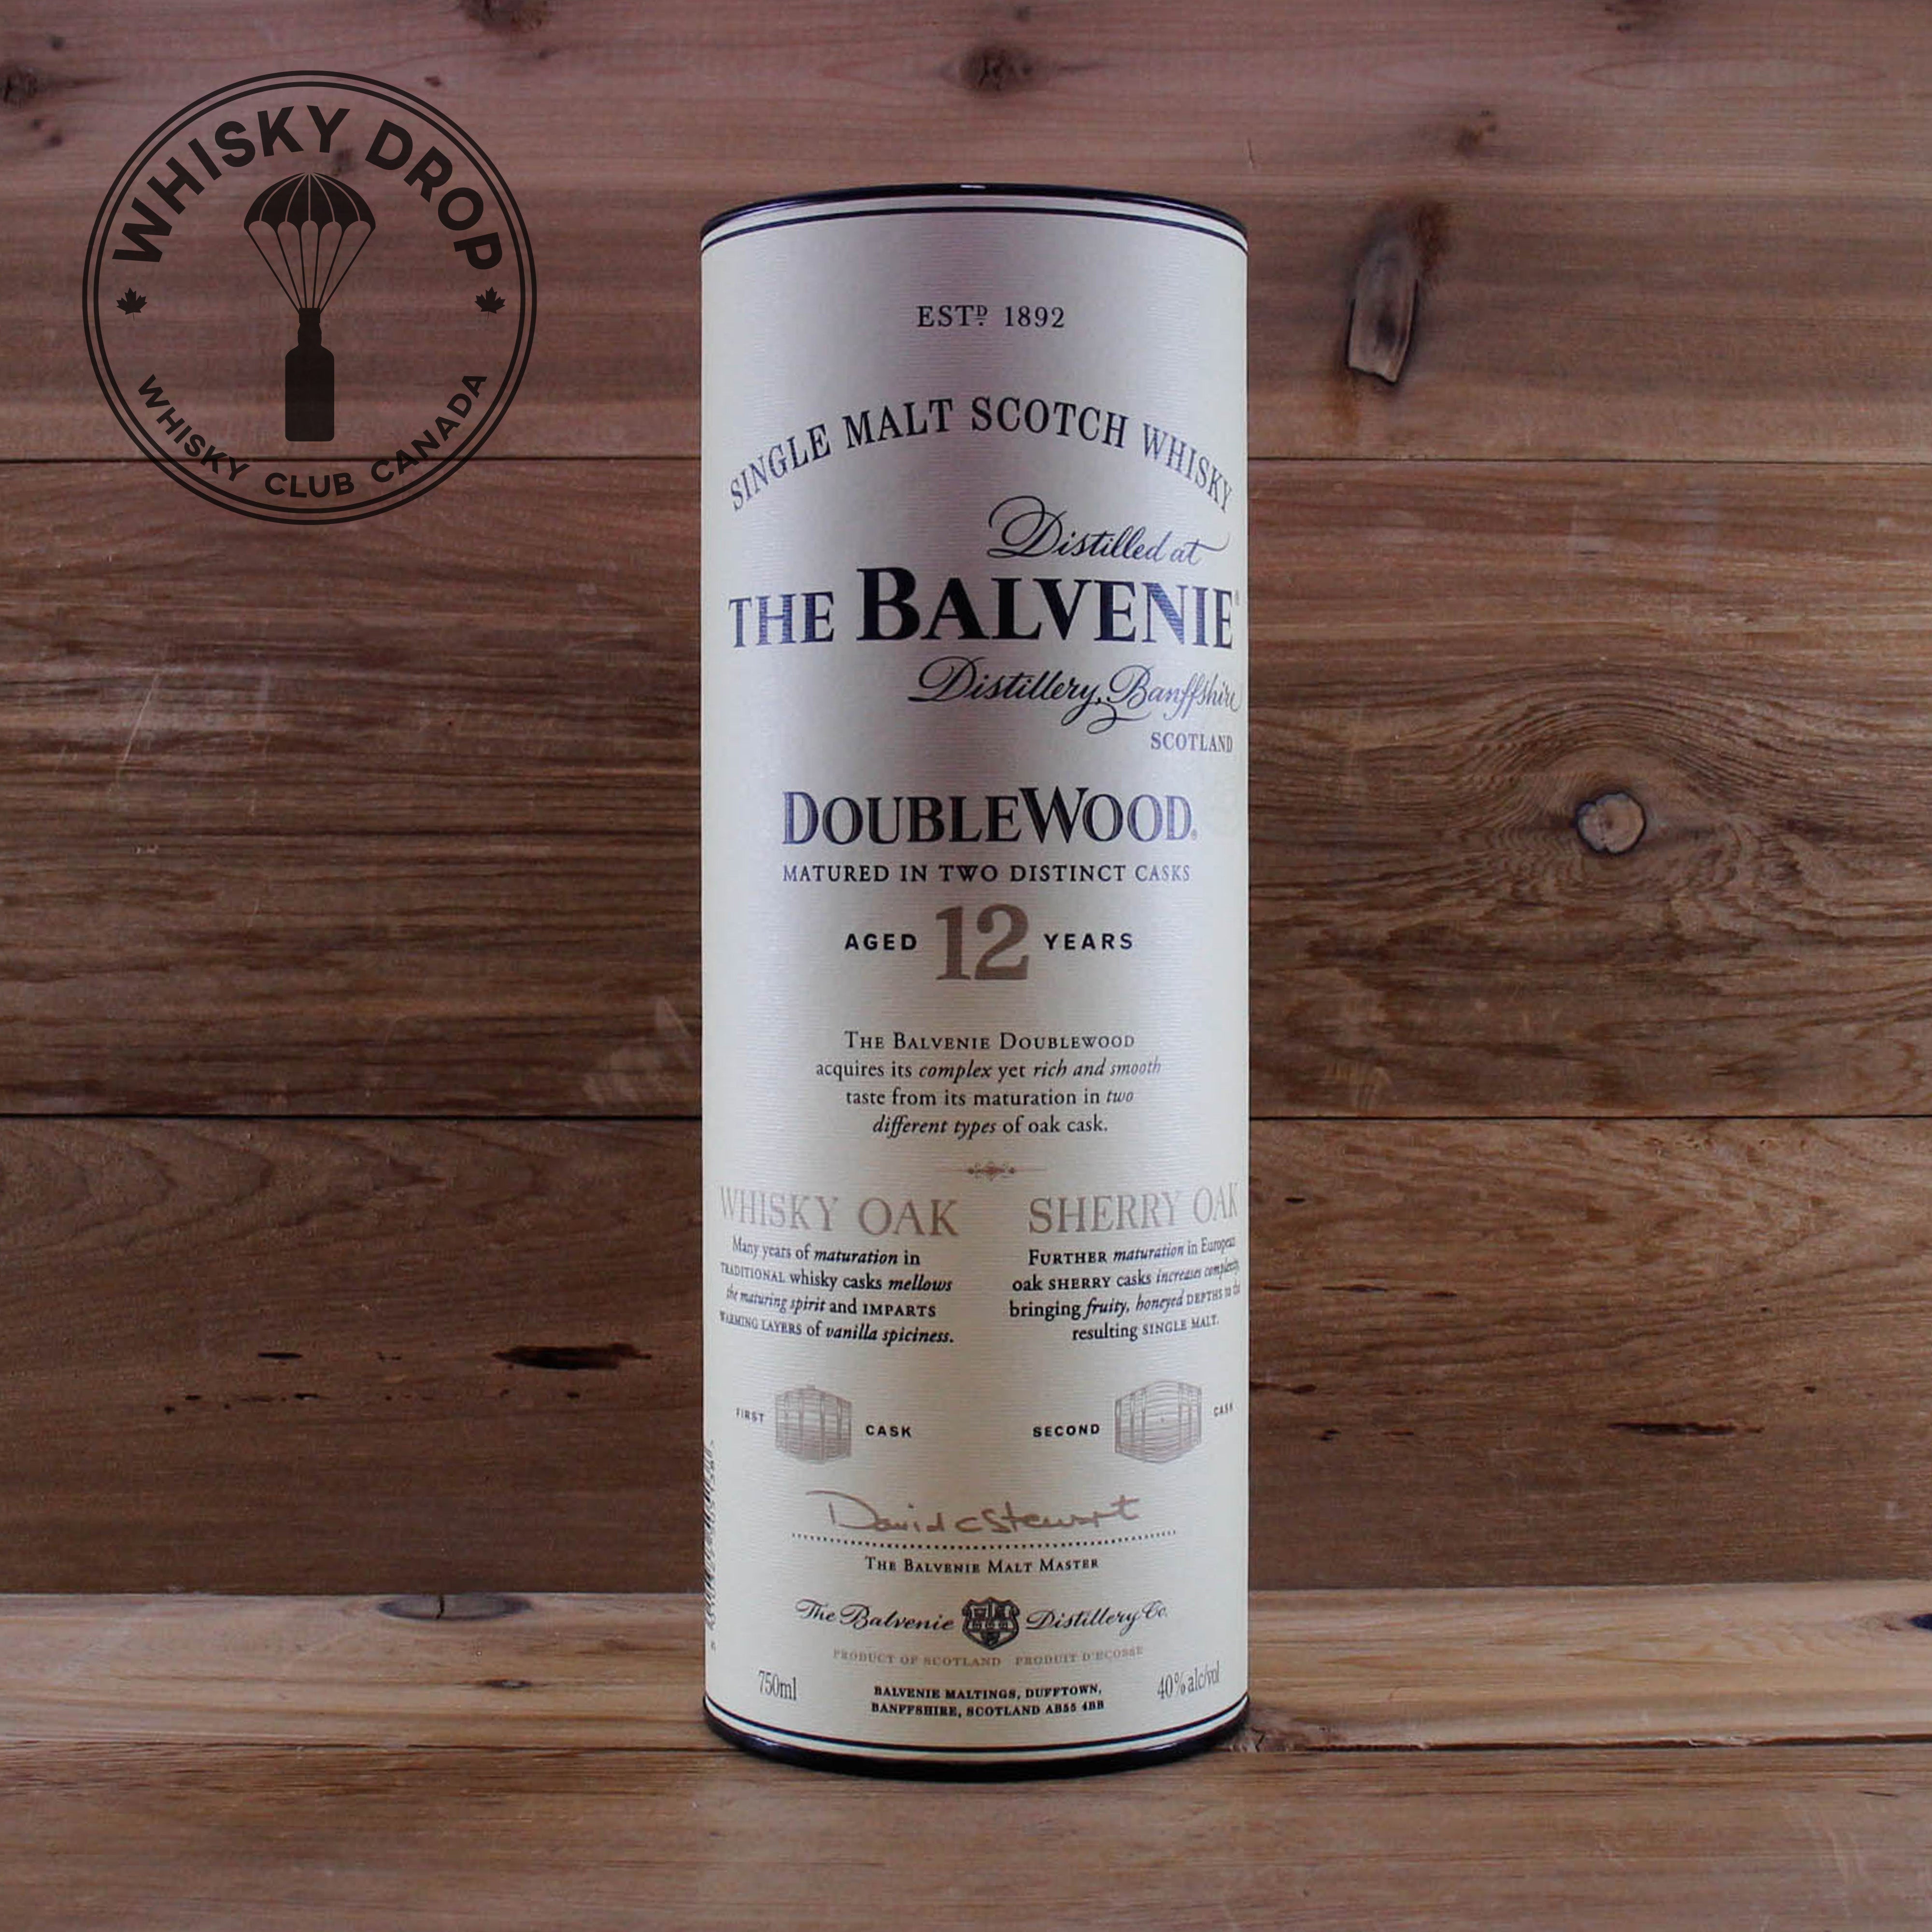 WHISKY DROP
WHISKY CLUB CANADA
ESTD. 1892
SINGLE MALT SCOTCH WHISKY
Distilled at
THE BALVENIE®
Distillery, Banffshire
SCOTLAND
DOUBLEWOOD®
MATURED IN TWO DISTINCT CASKS
AGED 12 YEARS
THE BALVENIE DOUBLEWOOD
acquires its complex yet rich and smooth
taste from its maturation in two
different types of oak cask.
WHISKY OAK
Many years of maturation in
TRADITIONAL whisky casks mellows
the maturing spirit and IMPARTS
WARMING LAYERS of vanilla spiciness.
SHERRY OAK
FURTHER maturation in European
oak SHERRY casks increases complexity,
bringing fruity, honeyed DEPTHS to the
resulting SINGLE MALT.
FIRST CASK
SECOND CASK
David C Stewart
THE BALVENIE MALT MASTER
The Balvenie Distillery Co.
PRODUCT OF SCOTLAND PRODUIT D'ECOSSE
750ml
BALVENIE MALTINGS, DUFFTOWN,
BANFFSHIRE, SCOTLAND AB55 4BB
40% alc/vol